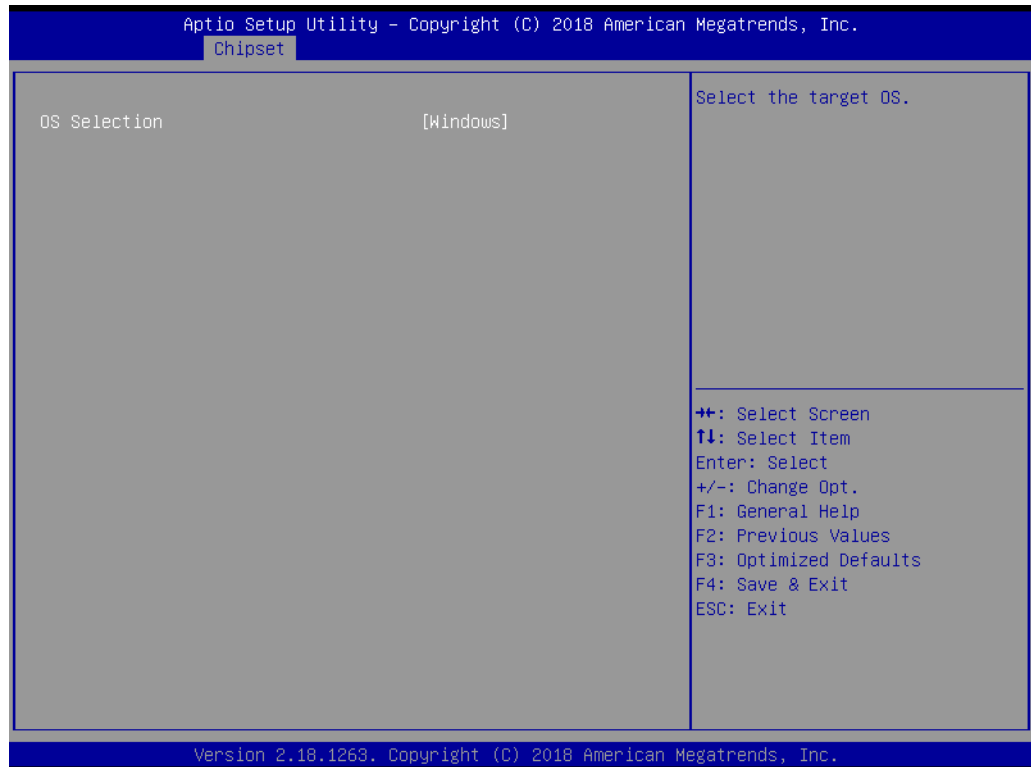 Aptio Setup Utility – Copyright (C) 2018 American Megatrends, Inc.
Chipset
OS Selection [Windows]
Select the target OS.
→←: Select Screen
↑↓: Select Item
Enter: Select
+/-: Change Opt.
F1: General Help
F2: Previous Values
F3: Optimized Defaults
F4: Save & Exit
ESC: Exit
Version 2.18.1263. Copyright (C) 2018 American Megatrends, Inc.